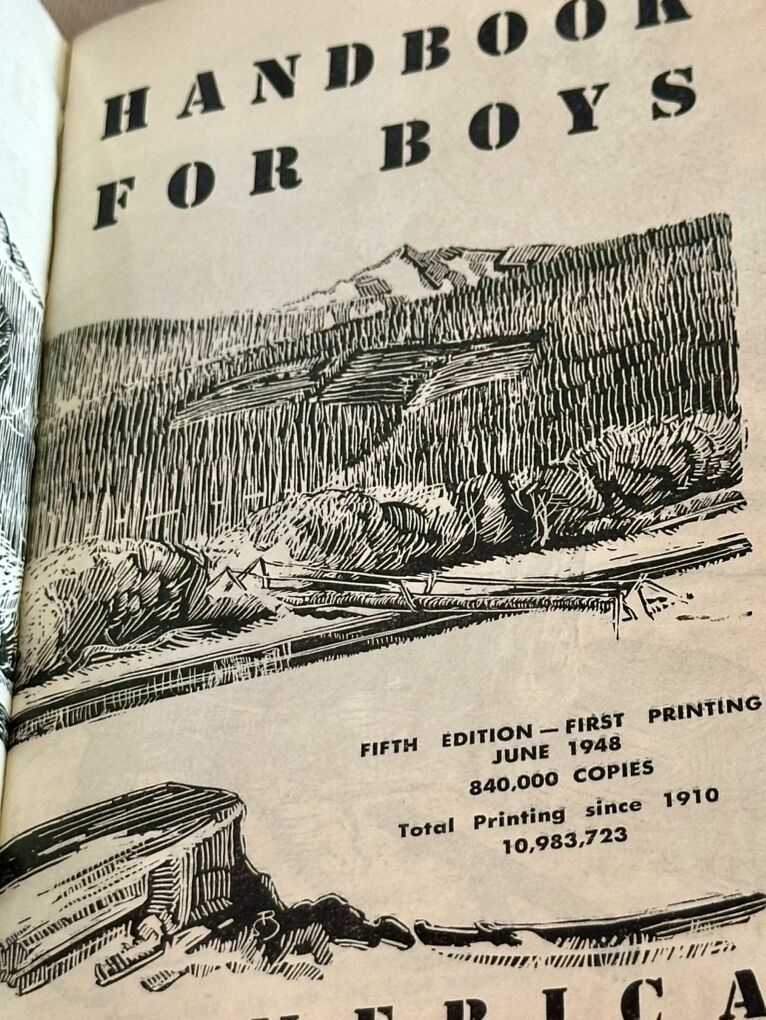 HANDBOOK
FOR BOYS
FIFTH EDITION — FIRST PRINTING
JUNE 1948
840,000 COPIES
Total Printing since 1910
10,983,723